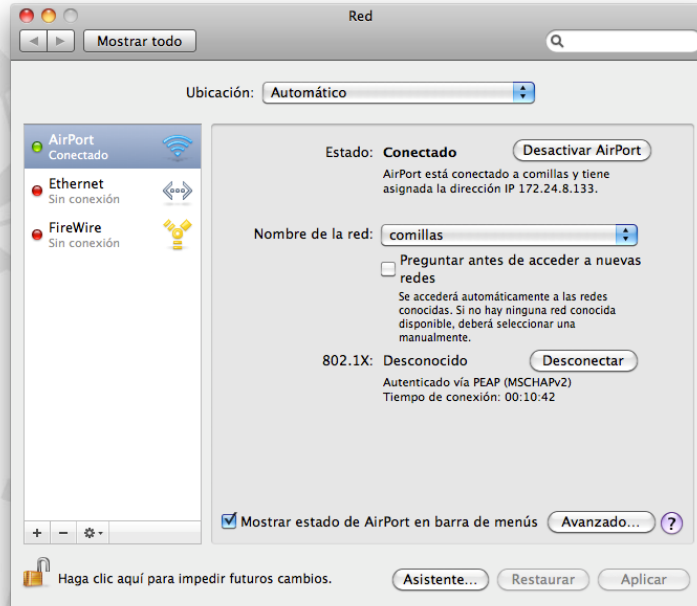 Red
Mostrar todo
Ubicación: Automático
AirPort
Conectado
Ethernet
Sin conexión
FireWire
Sin conexión
Estado: Conectado Desactivar AirPort
AirPort está conectado a comillas y tiene
asignada la dirección IP 172.24.8.133.
Nombre de la red: comillas
Preguntar antes de acceder a nuevas
redes
Se accederá automáticamente a las redes
conocidas. Si no hay ninguna red conocida
disponible, deberá seleccionar una
manualmente.
802.1X: Desconocido Desconectar
Autenticado vía PEAP (MSCHAPv2)
Tiempo de conexión: 00:10:42
Mostrar estado de AirPort en barra de menús Avanzado... ?
Haga clic aquí para impedir futuros cambios. Asistente... Restaurar Aplicar